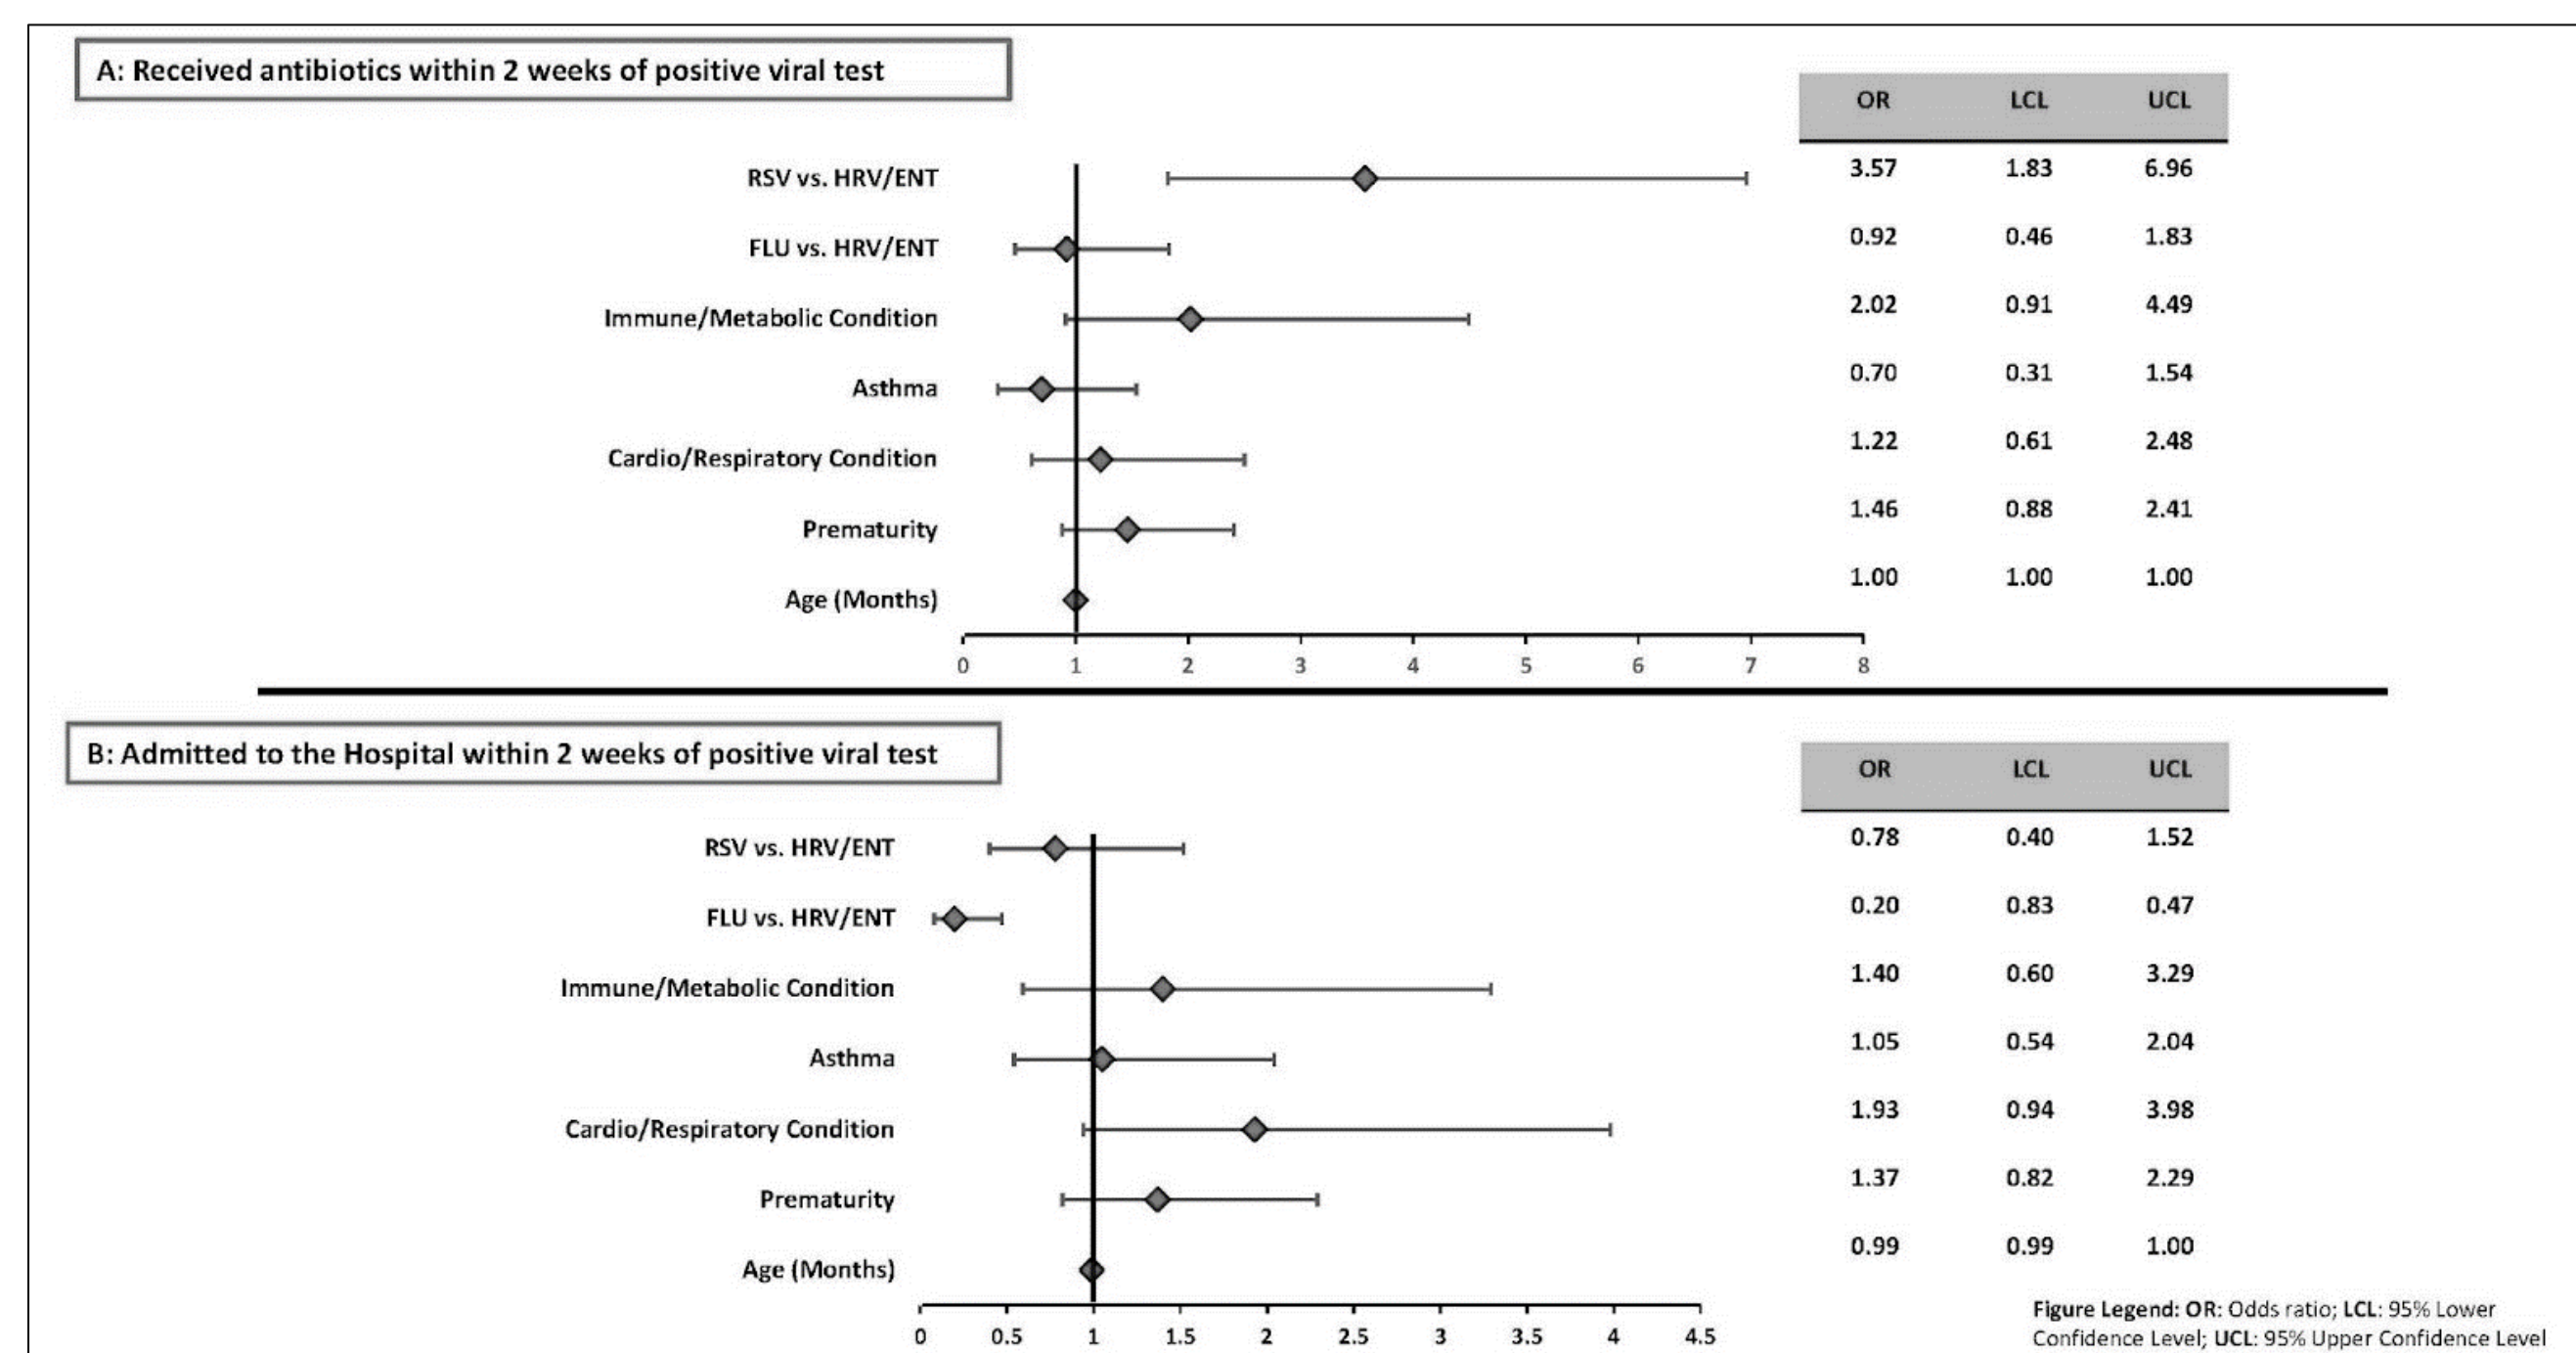 A: Received antibiotics within 2 weeks of positive viral test
OR LCL UCL
RSV vs. HRV/ENT 3.57 1.83 6.96
FLU vs. HRV/ENT 0.92 0.46 1.83
Immune/Metabolic Condition 2.02 0.91 4.49
Asthma 0.70 0.31 1.54
Cardio/Respiratory Condition 1.22 0.61 2.48
Prematurity 1.46 0.88 2.41
Age (Months) 1.00 1.00 1.00
0 1 2 3 4 5 6 7 8
B: Admitted to the Hospital within 2 weeks of positive viral test
OR LCL UCL
RSV vs. HRV/ENT 0.78 0.40 1.52
FLU vs. HRV/ENT 0.20 0.83 0.47
Immune/Metabolic Condition 1.40 0.60 3.29
Asthma 1.05 0.54 2.04
Cardio/Respiratory Condition 1.93 0.94 3.98
Prematurity 1.37 0.82 2.29
Age (Months) 0.99 0.99 1.00
0 0.5 1 1.5 2 2.5 3 3.5 4 4.5
Figure Legend: OR: Odds ratio; LCL: 95% Lower
Confidence Level; UCL: 95% Upper Confidence Level